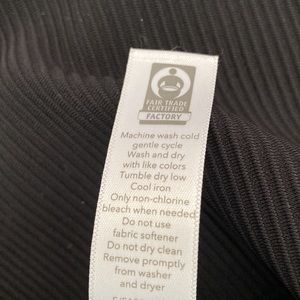 FAIR TRADE
CERTIFIED
FACTORY
Machine wash cold
gentle cycle
Wash and dry
with like colors
Tumble dry low
Cool iron
Only non-chlorine
bleach when needed
Do not use
fabric softener
Do not dry clean
Remove promptly
from washer
and dryer